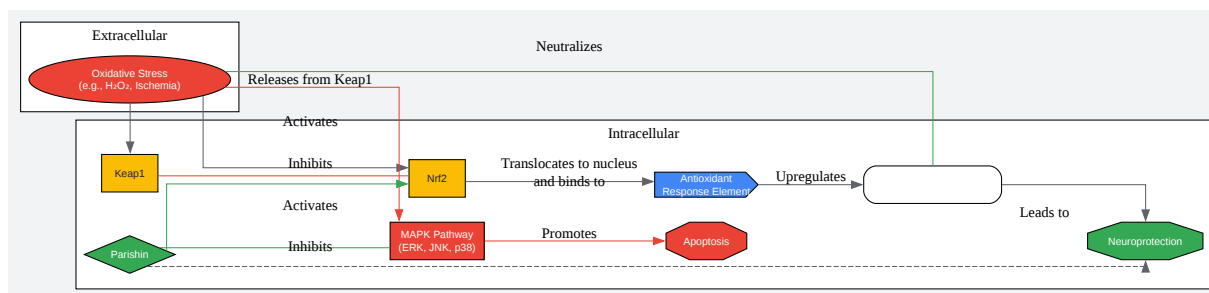 Extracellular
Neutralizes
Oxidative Stress
(e.g., H₂O₂, Ischemia)
Releases from Keap1
Activates
Intracellular
Keap1
Inhibits
Nrf2
Translocates to nucleus
and binds to
Antioxidant
Response Element
Upregulates
Activates
Leads to
MAPK Pathway
(ERK, JNK, p38)
Promotes
Apoptosis
Neuroprotection
Parishin
Inhibits